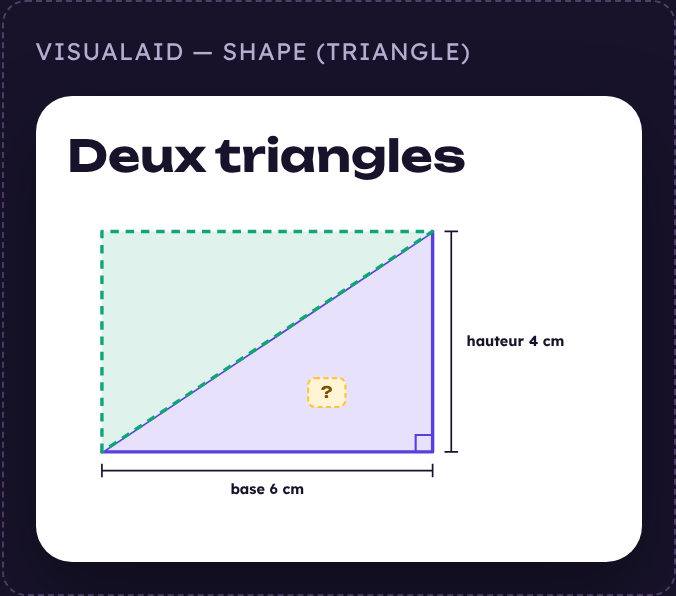 VISUALAID — SHAPE (TRIANGLE)
Deux triangles
hauteur 4 cm
?
base 6 cm